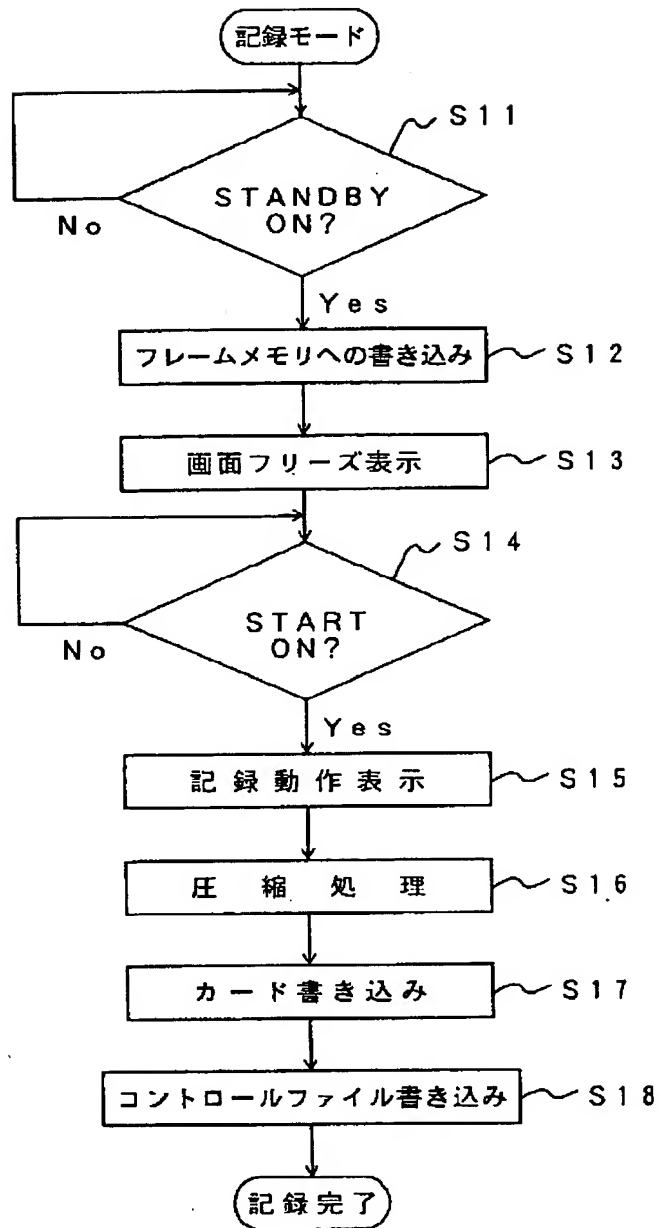 記録モード
S11
STANDBY
ON?
No
Yes
フレームメモリへの書き込み
S12
画面フリーズ表示
S13
S14
START
ON?
No
Yes
記録動作表示
S15
圧縮処理
S16
カード書き込み
S17
コントロールファイル書き込み
S18
記録完了